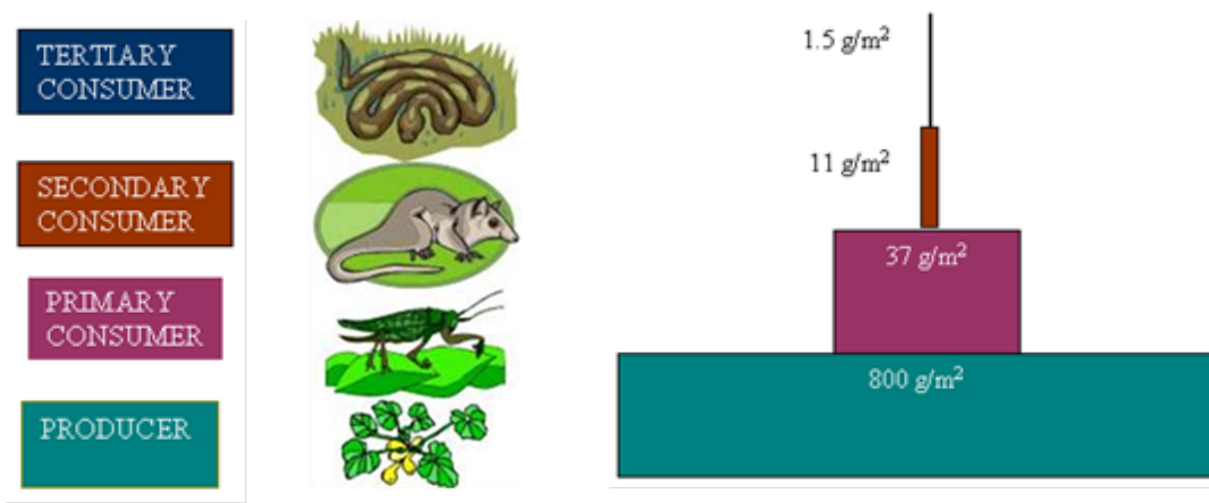 TERTIARY
CONSUMER
SECONDARY
CONSUMER
PRIMARY
CONSUMER
PRODUCER
1.5 g/m²
11 g/m²
37 g/m²
800 g/m²